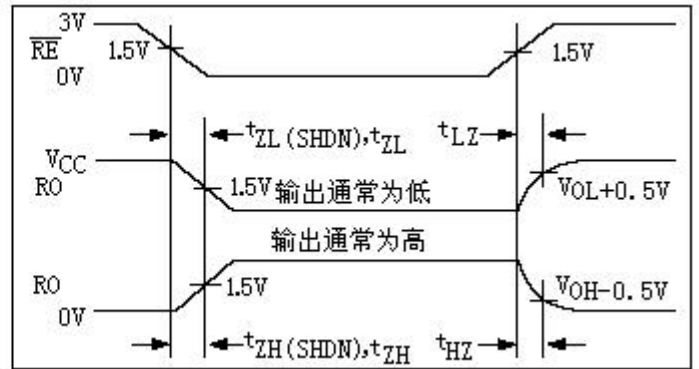 3V
RE 1.5V 1.5V
0V
tZL(SHDN),tZL tLZ
VCC
RO 1.5V 输出通常为低 VOL+0.5V
输出通常为高
RO 1.5V VOH-0.5V
0V
tZH(SHDN),tZH tHZ